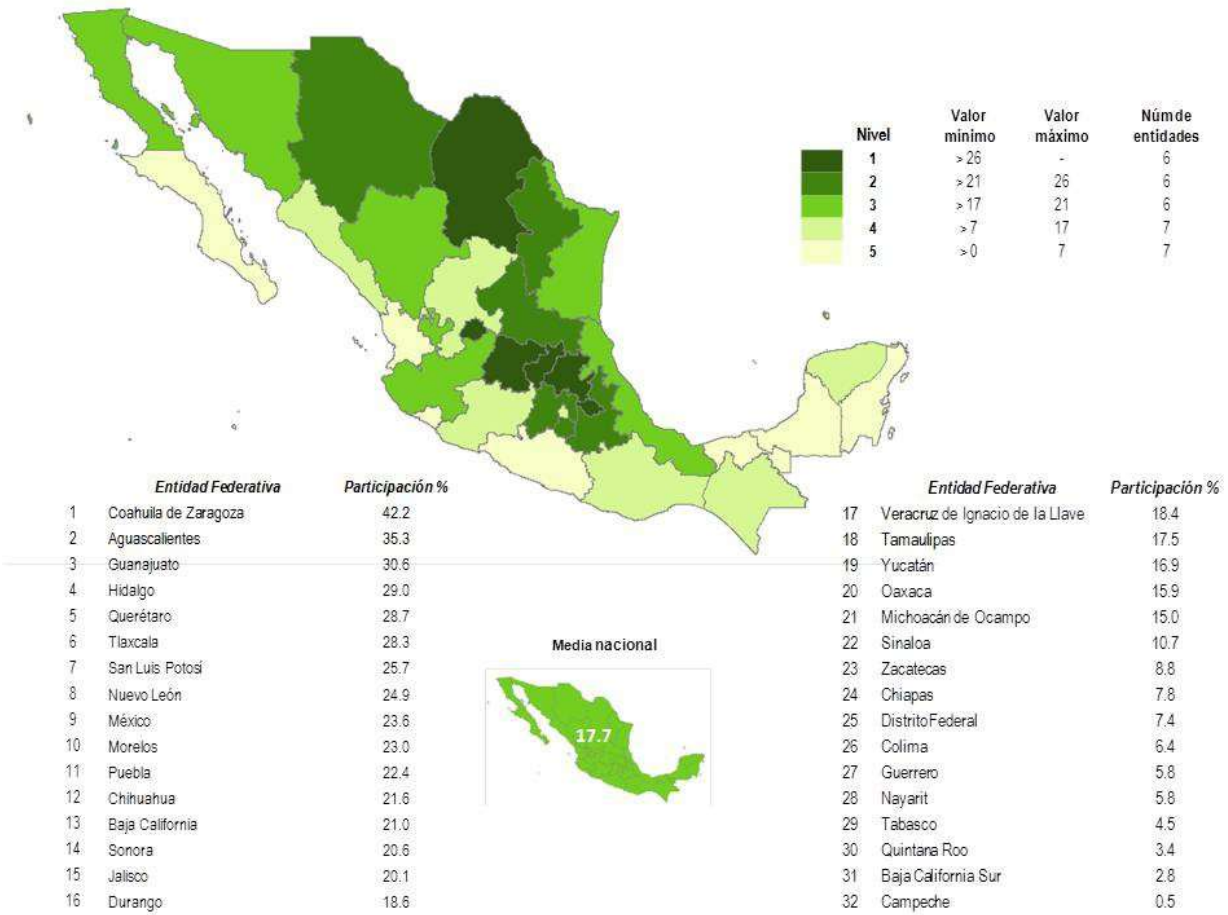 Nivel Valor mínimo Valor máximo Núm de entidades
1 > 26 - 6
2 > 21 26 6
3 > 17 21 6
4 > 7 17 7
5 > 0 7 7
Entidad Federativa Participación %
1 Coahuila de Zaragoza 42.2
2 Aguascalientes 35.3
3 Guanajuato 30.6
4 Hidalgo 29.0
5 Querétaro 28.7
6 Tlaxcala 28.3
7 San Luis Potosí 25.7
8 Nuevo León 24.9
9 México 23.6
10 Morelos 23.0
11 Puebla 22.4
12 Chihuahua 21.6
13 Baja California 21.0
14 Sonora 20.6
15 Jalisco 20.1
16 Durango 18.6
Media nacional
17.7
Entidad Federativa Participación %
17 Veracruz de Ignacio de la Llave 18.4
18 Tamaulipas 17.5
19 Yucatán 16.9
20 Oaxaca 15.9
21 Michoacán de Ocampo 15.0
22 Sinaloa 10.7
23 Zacatecas 8.8
24 Chiapas 7.8
25 Distrito Federal 7.4
26 Colima 6.4
27 Guerrero 5.8
28 Nayarit 5.8
29 Tabasco 4.5
30 Quintana Roo 3.4
31 Baja California Sur 2.8
32 Campeche 0.5